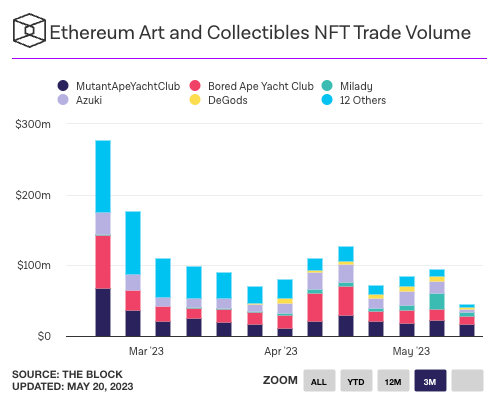 Ethereum Art and Collectibles NFT Trade Volume
MutantApeYachtClub Bored Ape Yacht Club Milady
Azuki DeGods 12 Others
$300m
$200m
$100m
$0
Mar '23 Apr '23 May '23
SOURCE: THE BLOCK
UPDATED: MAY 20, 2023
ZOOM ALL YTD 12M 3M